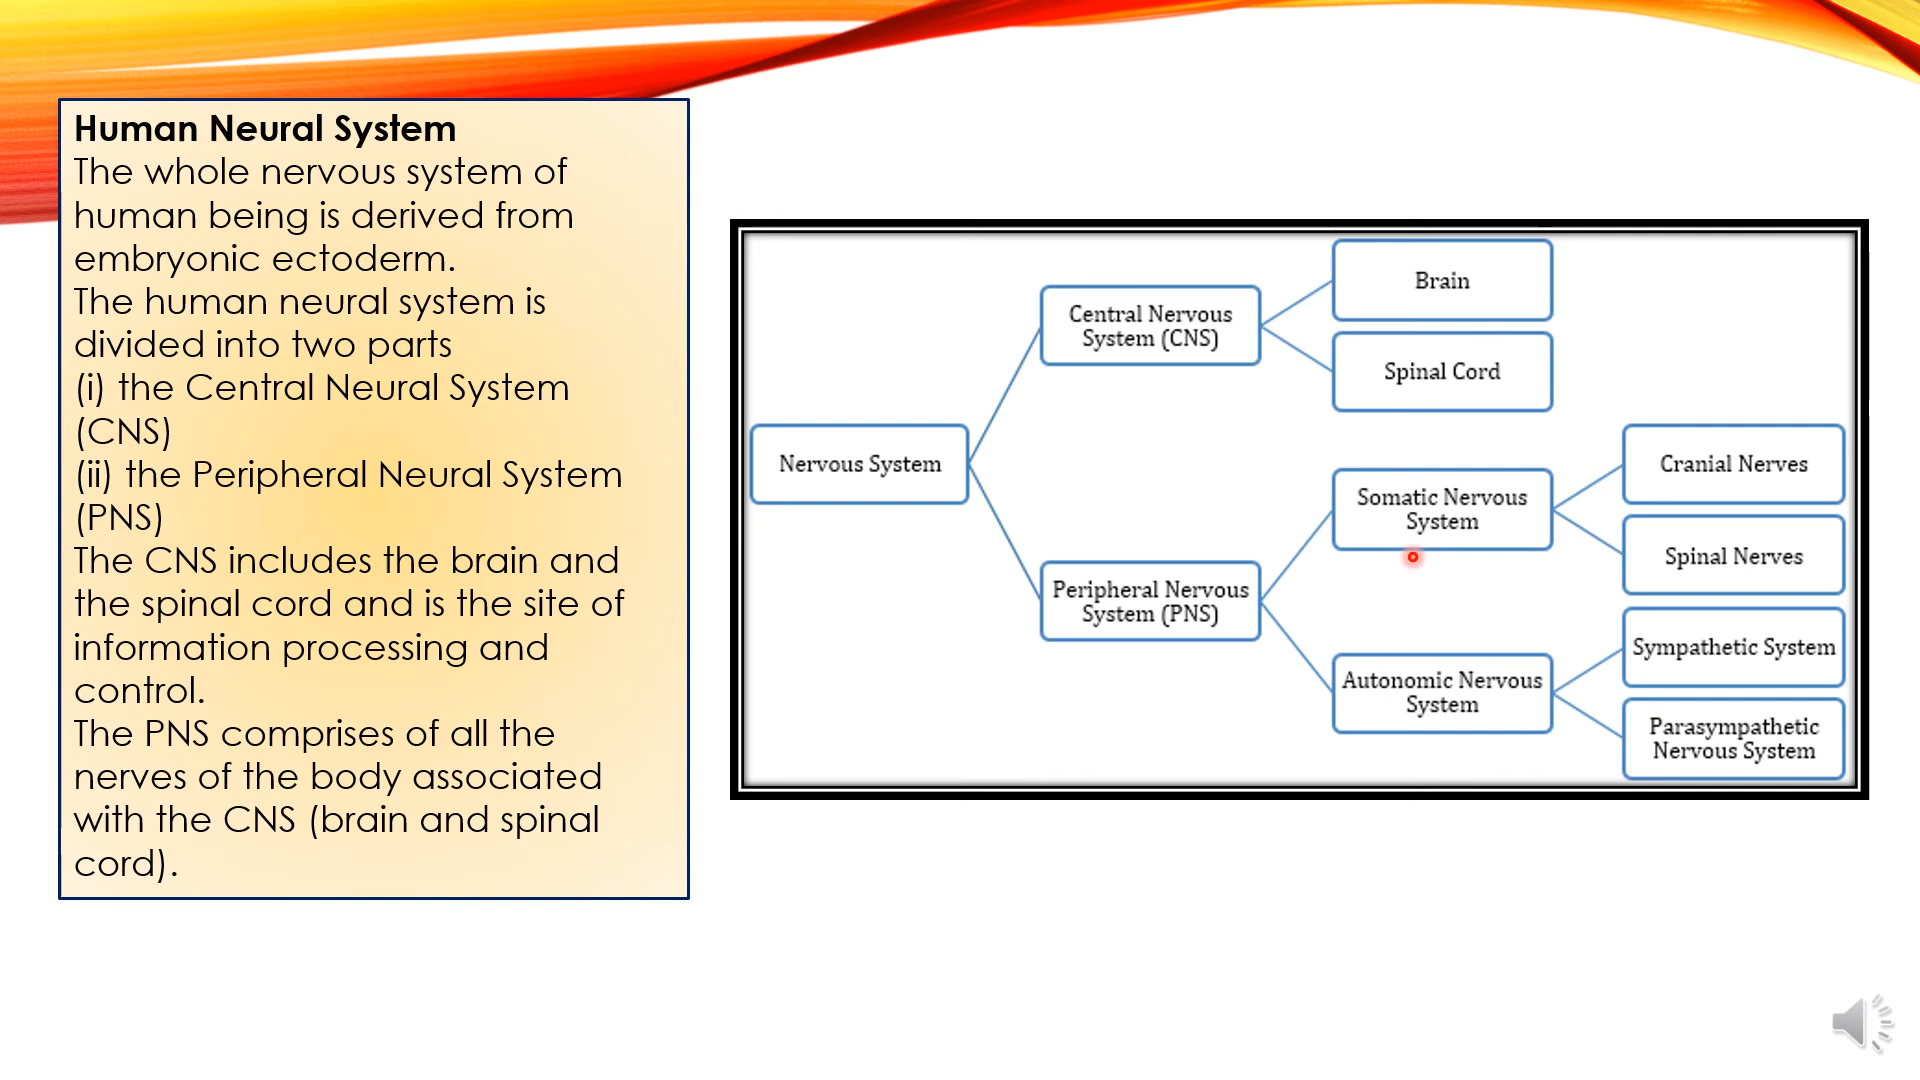 Human Neural System
The whole nervous system of
human being is derived from
embryonic ectoderm.
The human neural system is
divided into two parts
(i) the Central Neural System
(CNS)
(ii) the Peripheral Neural System
(PNS)
The CNS includes the brain and
the spinal cord and is the site of
information processing and
control.
The PNS comprises of all the
nerves of the body associated
with the CNS (brain and spinal
cord).
Nervous System
Central Nervous
System (CNS)
Brain
Spinal Cord
Peripheral Nervous
System (PNS)
Somatic Nervous
System
Cranial Nerves
Spinal Nerves
Autonomic Nervous
System
Sympathetic System
Parasympathetic
Nervous System